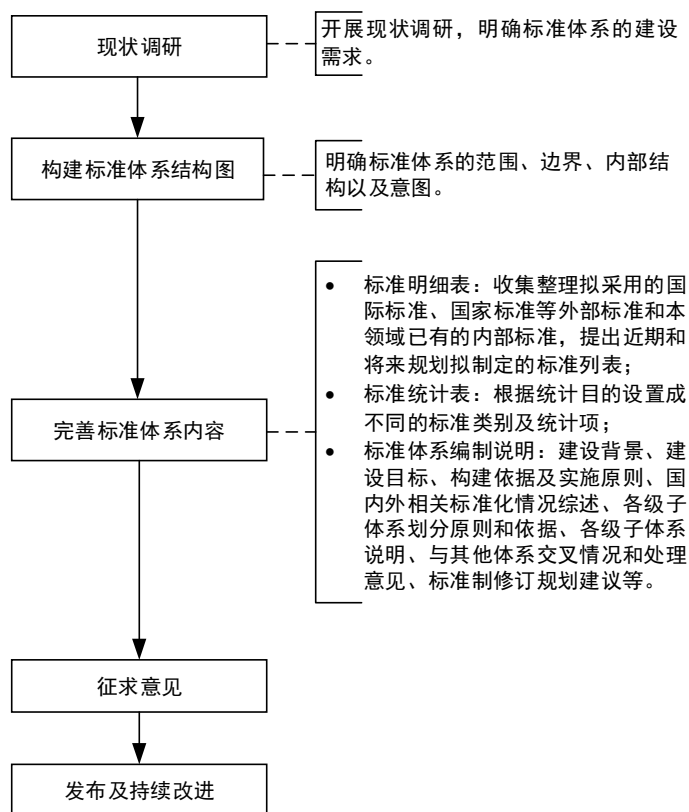 现状调研
开展现状调研，明确标准体系的建设
需求。
构建标准体系结构图
明确标准体系的范围、边界、内部结
构以及意图。
• 标准明细表：收集整理拟采用的国
际标准、国家标准等外部标准和本
领域已有的内部标准，提出近期和
将来规划拟制定的标准列表；
• 标准统计表：根据统计目的设置成
不同的标准类别及统计项；
• 标准体系编制说明：建设背景、建
设目标、构建依据及实施原则、国
内外相关标准化情况综述、各级子
体系划分原则和依据、各级子体系
说明、与其他体系交叉情况和处理
意见、标准制修订规划建议等。
完善标准体系内容
征求意见
发布及持续改进